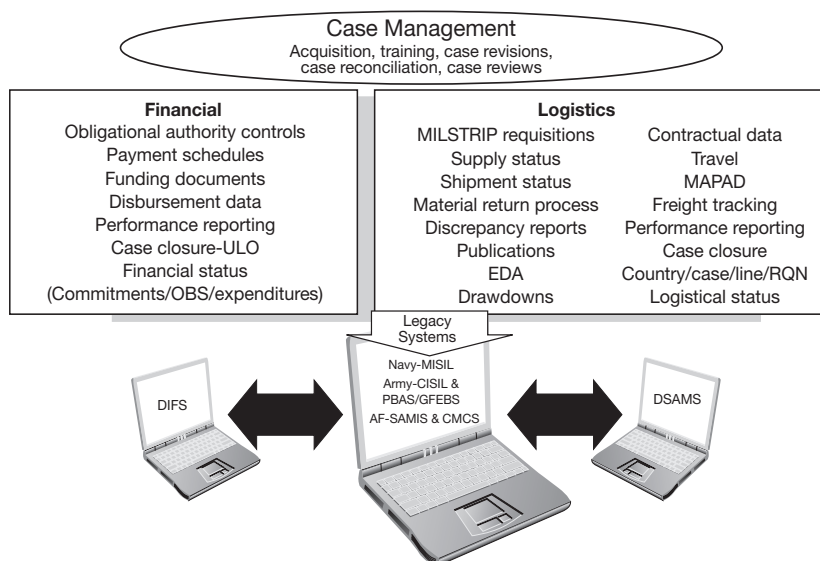 Case Management
Acquisition, training, case revisions,
case reconciliation, case reviews
Financial
Obligational authority controls
Payment schedules
Funding documents
Disbursement data
Performance reporting
Case closure-ULO
Financial status
(Commitments/OBS/expenditures)
Logistics
MILSTRIP requisitions
Supply status
Shipment status
Material return process
Discrepancy reports
Publications
EDA
Drawdowns
Contractual data
Travel
MAPAD
Freight tracking
Performance reporting
Case closure
Country/case/line/RQN
Logistical status
Legacy
Systems
DIFS
Navy-MISIL
Army-CISIL &
PBAS/GFEBS
AF-SAMIS & CMCS
DSAMS